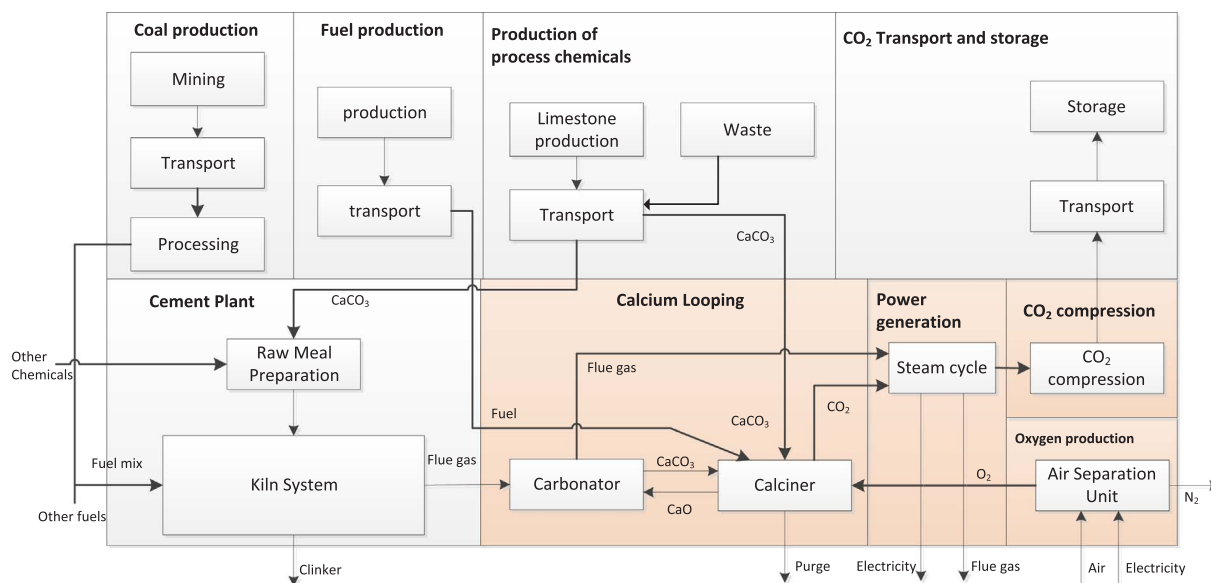 Coal production
Mining
Transport
Processing
Fuel production
production
transport
Production of
process chemicals
Limestone
production
Waste
Transport
CaCO₃
CO₂ Transport and storage
Storage
Transport
Cement Plant
CaCO₃
Other
Chemicals
Raw Meal
Preparation
Fuel mix
Other fuels
Kiln System
Flue gas
Clinker
Calcium Looping
Flue gas
Fuel
CaCO₃
CO₂
Carbonator
CaCO₃
CaO
Calciner
Purge
Power
generation
Steam cycle
Electricity
Flue gas
CO₂ compression
CO₂
compression
Oxygen production
O₂
Air Separation
Unit
N₂
Air
Electricity